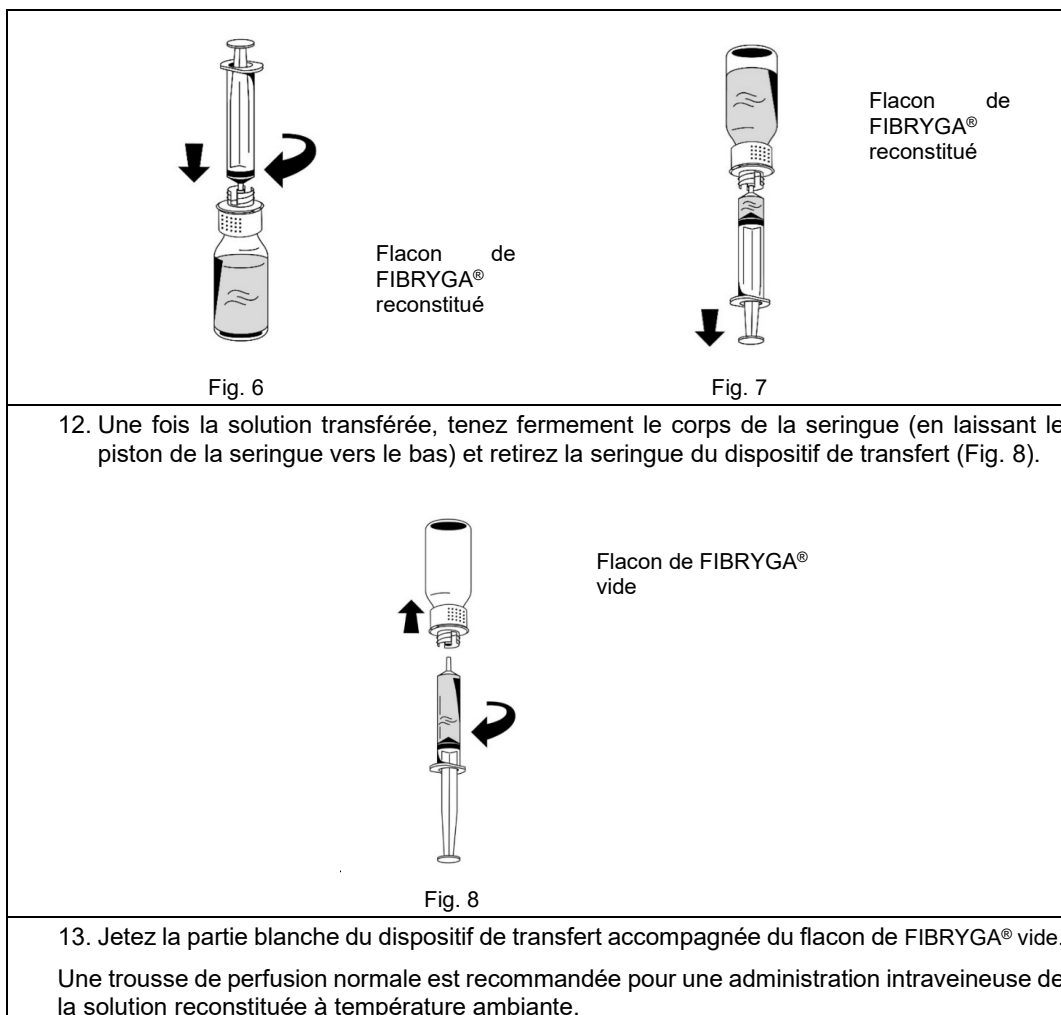 Flacon de
FIBRYGA®
reconstitué
Fig. 6
Flacon de
FIBRYGA®
reconstitué
Fig. 7
12. Une fois la solution transférée, tenez fermement le corps de la seringue (en laissant le
piston de la seringue vers le bas) et retirez la seringue du dispositif de transfert (Fig. 8).
Flacon de FIBRYGA®
vide
Fig. 8
13. Jetez la partie blanche du dispositif de transfert accompagnée du flacon de FIBRYGA® vide.
Une trousse de perfusion normale est recommandée pour une administration intraveineuse de
la solution reconstituée à température ambiante.